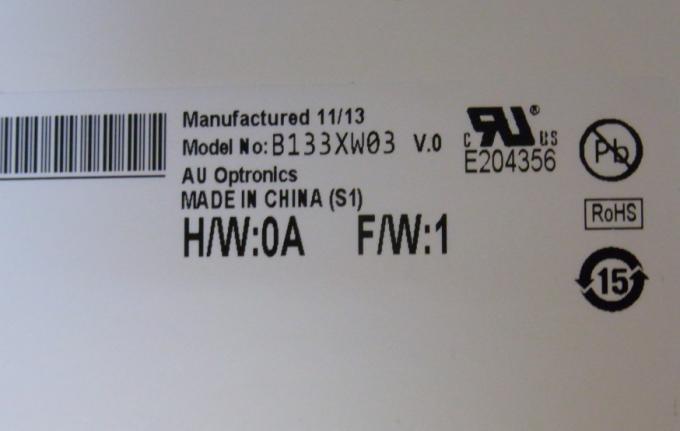 Manufactured 11/13
Model No: B133XW03 V.0
AU Optronics
MADE IN CHINA (S1)
H/W:0A F/W:1
c RU® US
E204356
Pb
RoHS
15